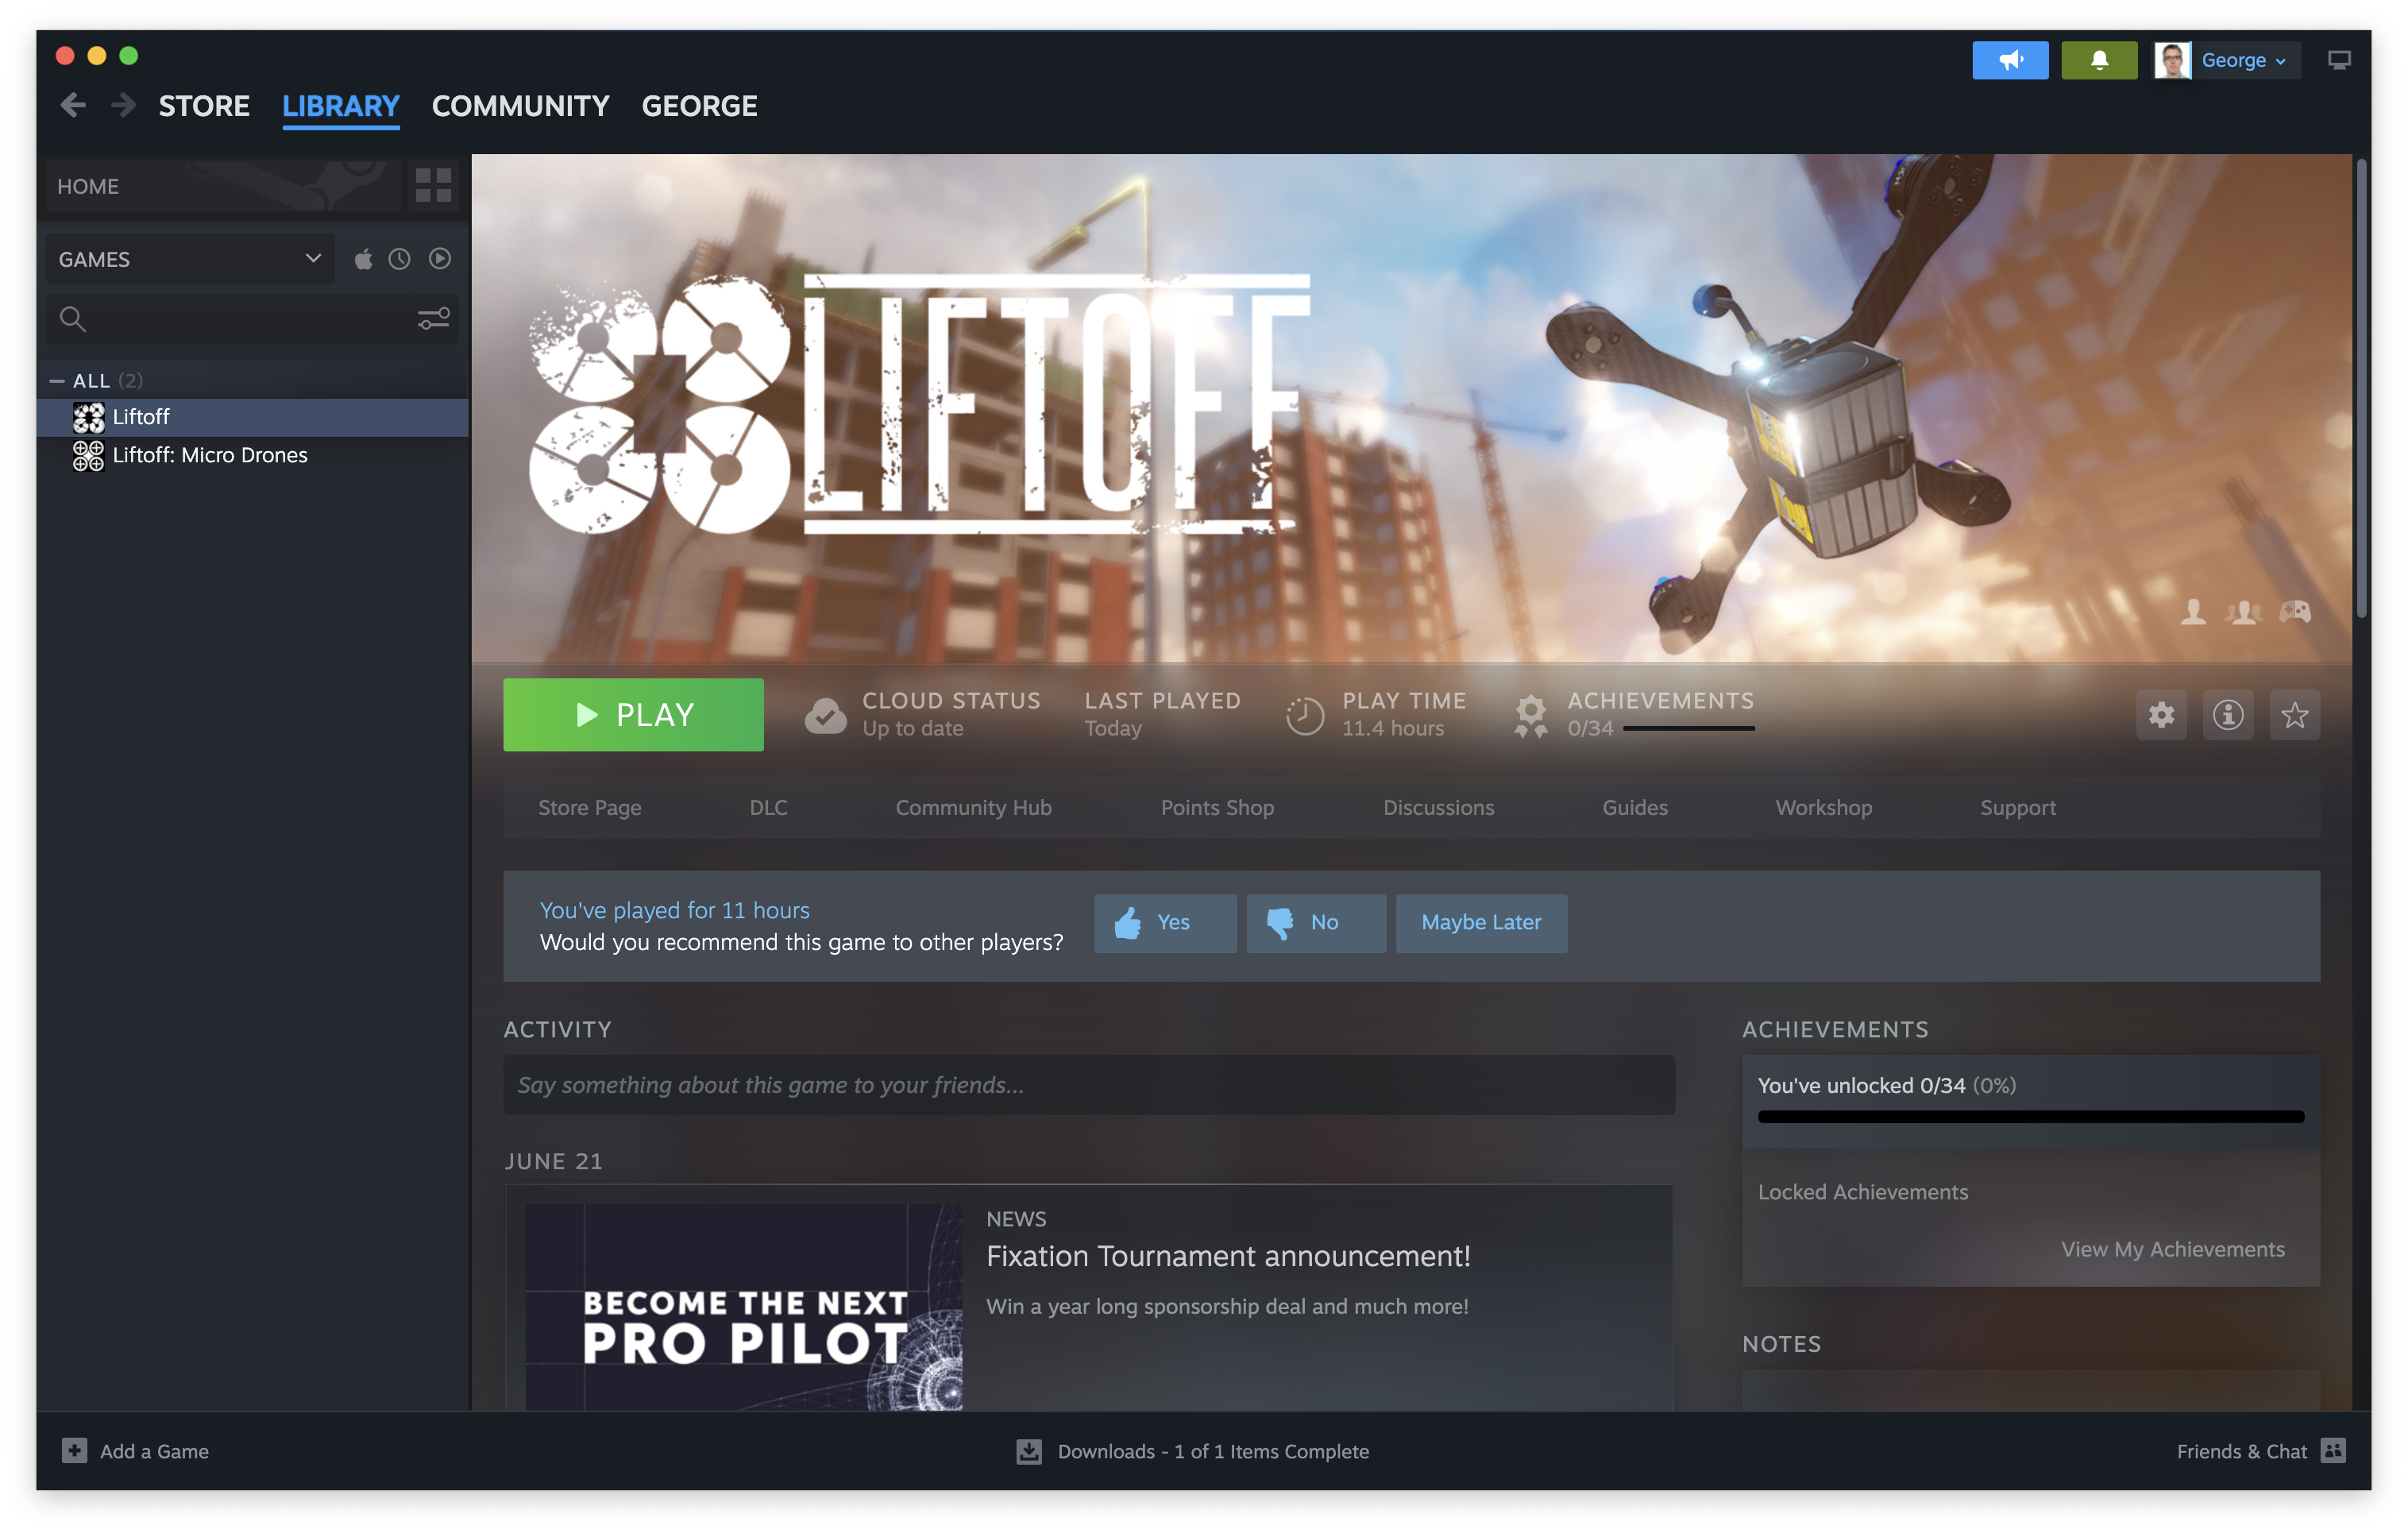 George
STORE
LIBRARY
COMMUNITY
GEORGE
HOME
GAMES
ALL (2)
Liftoff
Liftoff: Micro Drones
LIFTOFF
PLAY
CLOUD STATUS
Up to date
LAST PLAYED
Today
PLAY TIME
11.4 hours
ACHIEVEMENTS
0/34
Store Page
DLC
Community Hub
Points Shop
Discussions
Guides
Workshop
Support
You've played for 11 hours
Would you recommend this game to other players?
Yes
No
Maybe Later
ACTIVITY
Say something about this game to your friends...
JUNE 21
BECOME THE NEXT
PRO PILOT
NEWS
Fixation Tournament announcement!
Win a year long sponsorship deal and much more!
ACHIEVEMENTS
You've unlocked 0/34 (0%)
Locked Achievements
View My Achievements
NOTES
Add a Game
Downloads - 1 of 1 Items Complete
Friends & Chat